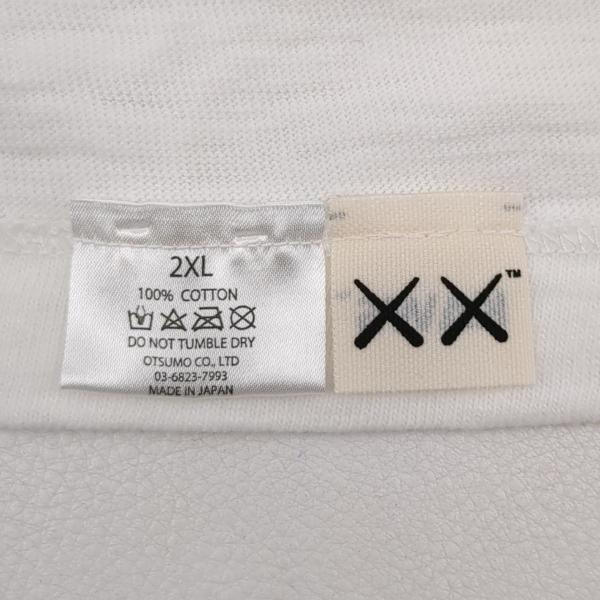 2XL
100% COTTON
DO NOT TUMBLE DRY
OTSUMO CO., LTD
03-6823-7993
MADE IN JAPAN
XX™